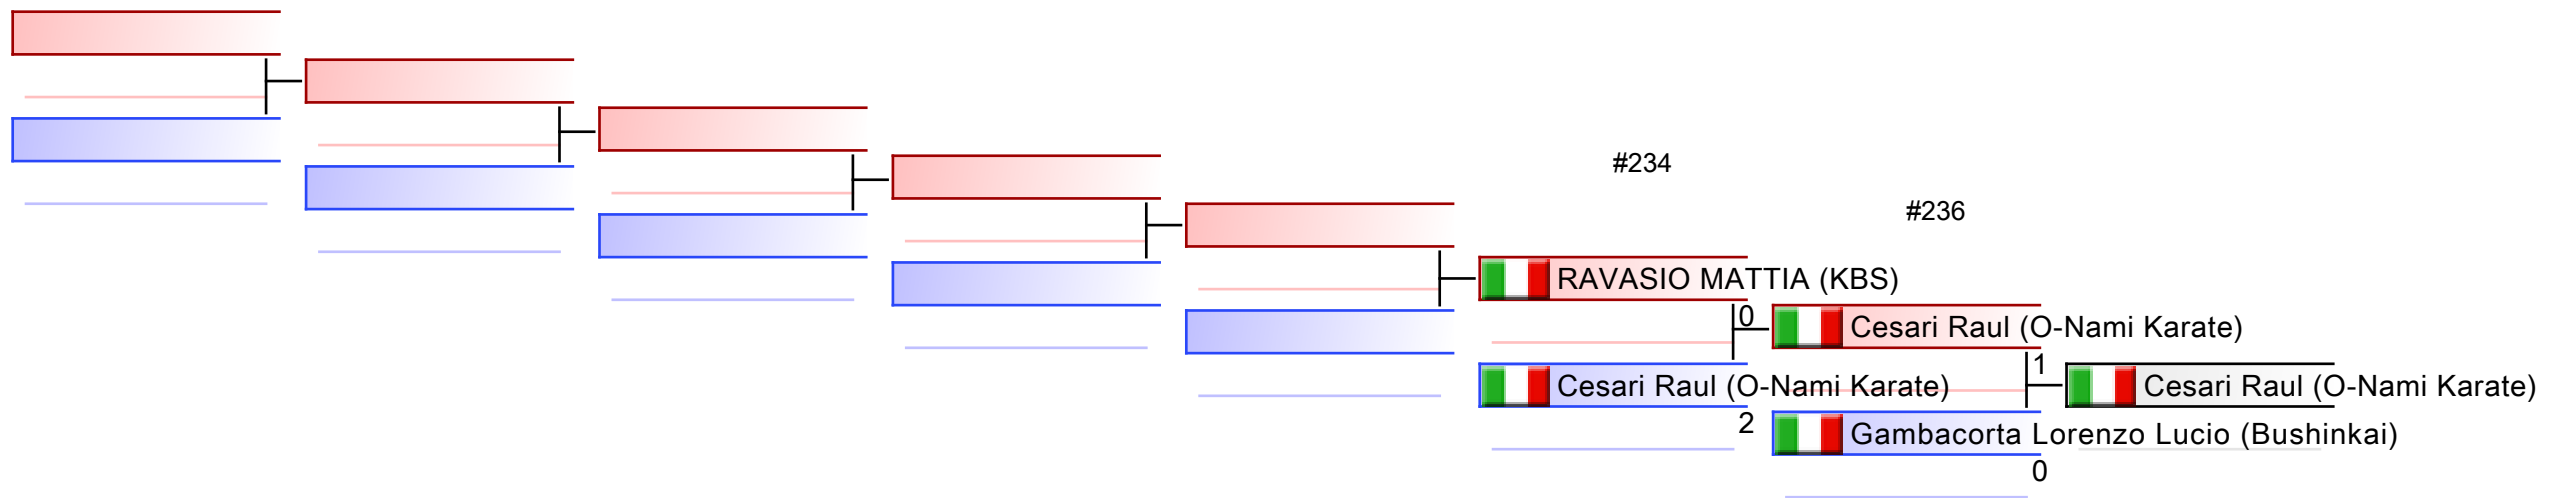 #234
#236
RAVASIO MATTIA (KBS)
0
Cesari Raul (O-Nami Karate)
1
Cesari Raul (O-Nami Karate)
Cesari Raul (O-Nami Karate)
2
Gambacorta Lorenzo Lucio (Bushinkai)
0